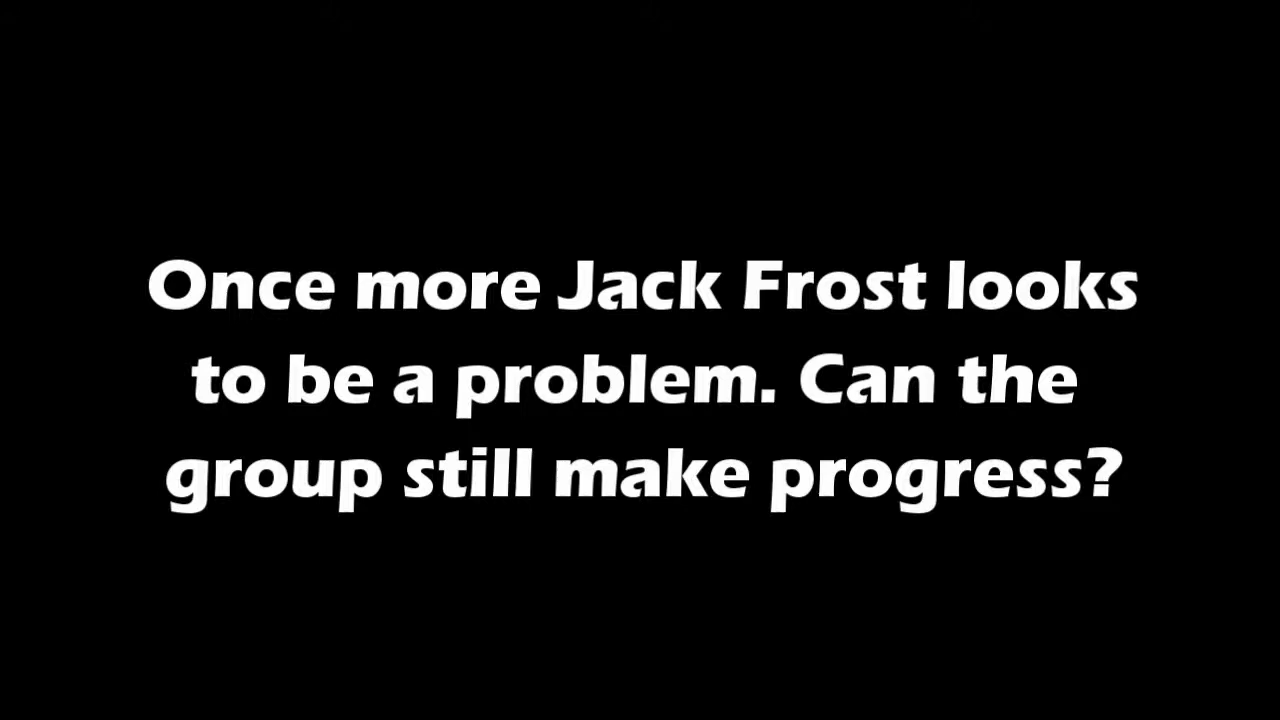 Once more Jack Frost looks
to be a problem. Can the
group still make progress?